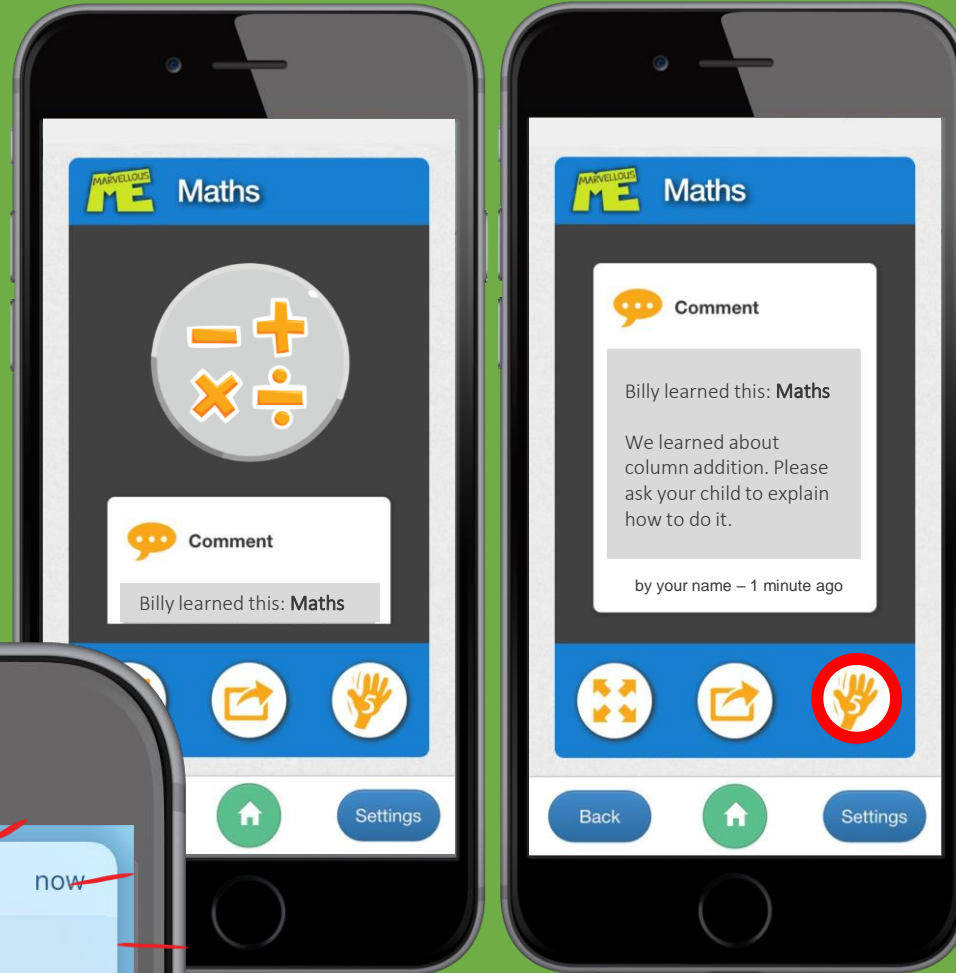 MARVELLOUS
ME
Maths
Comment
Billy learned this: Maths
5
Settings
now
MARVELLOUS
ME
Maths
Comment
Billy learned this: Maths
We learned about
column addition. Please
ask your child to explain
how to do it.
by your name – 1 minute ago
5
Back
Settings